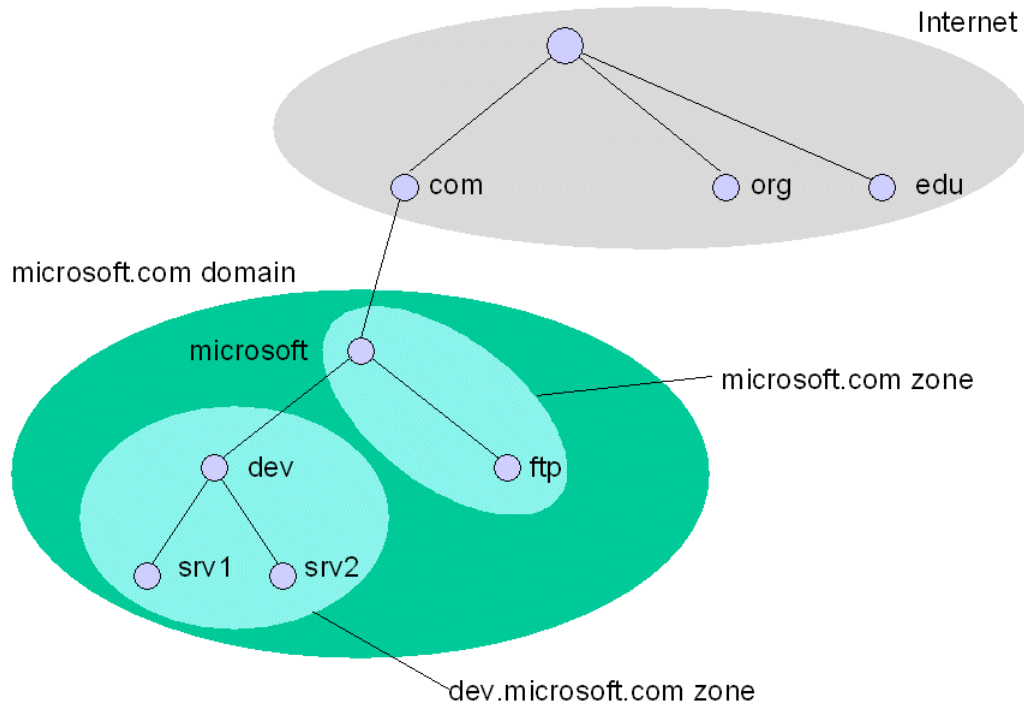 Internet
com
org
edu
microsoft.com domain
microsoft
microsoft.com zone
dev
ftp
srv1
srv2
dev.microsoft.com zone